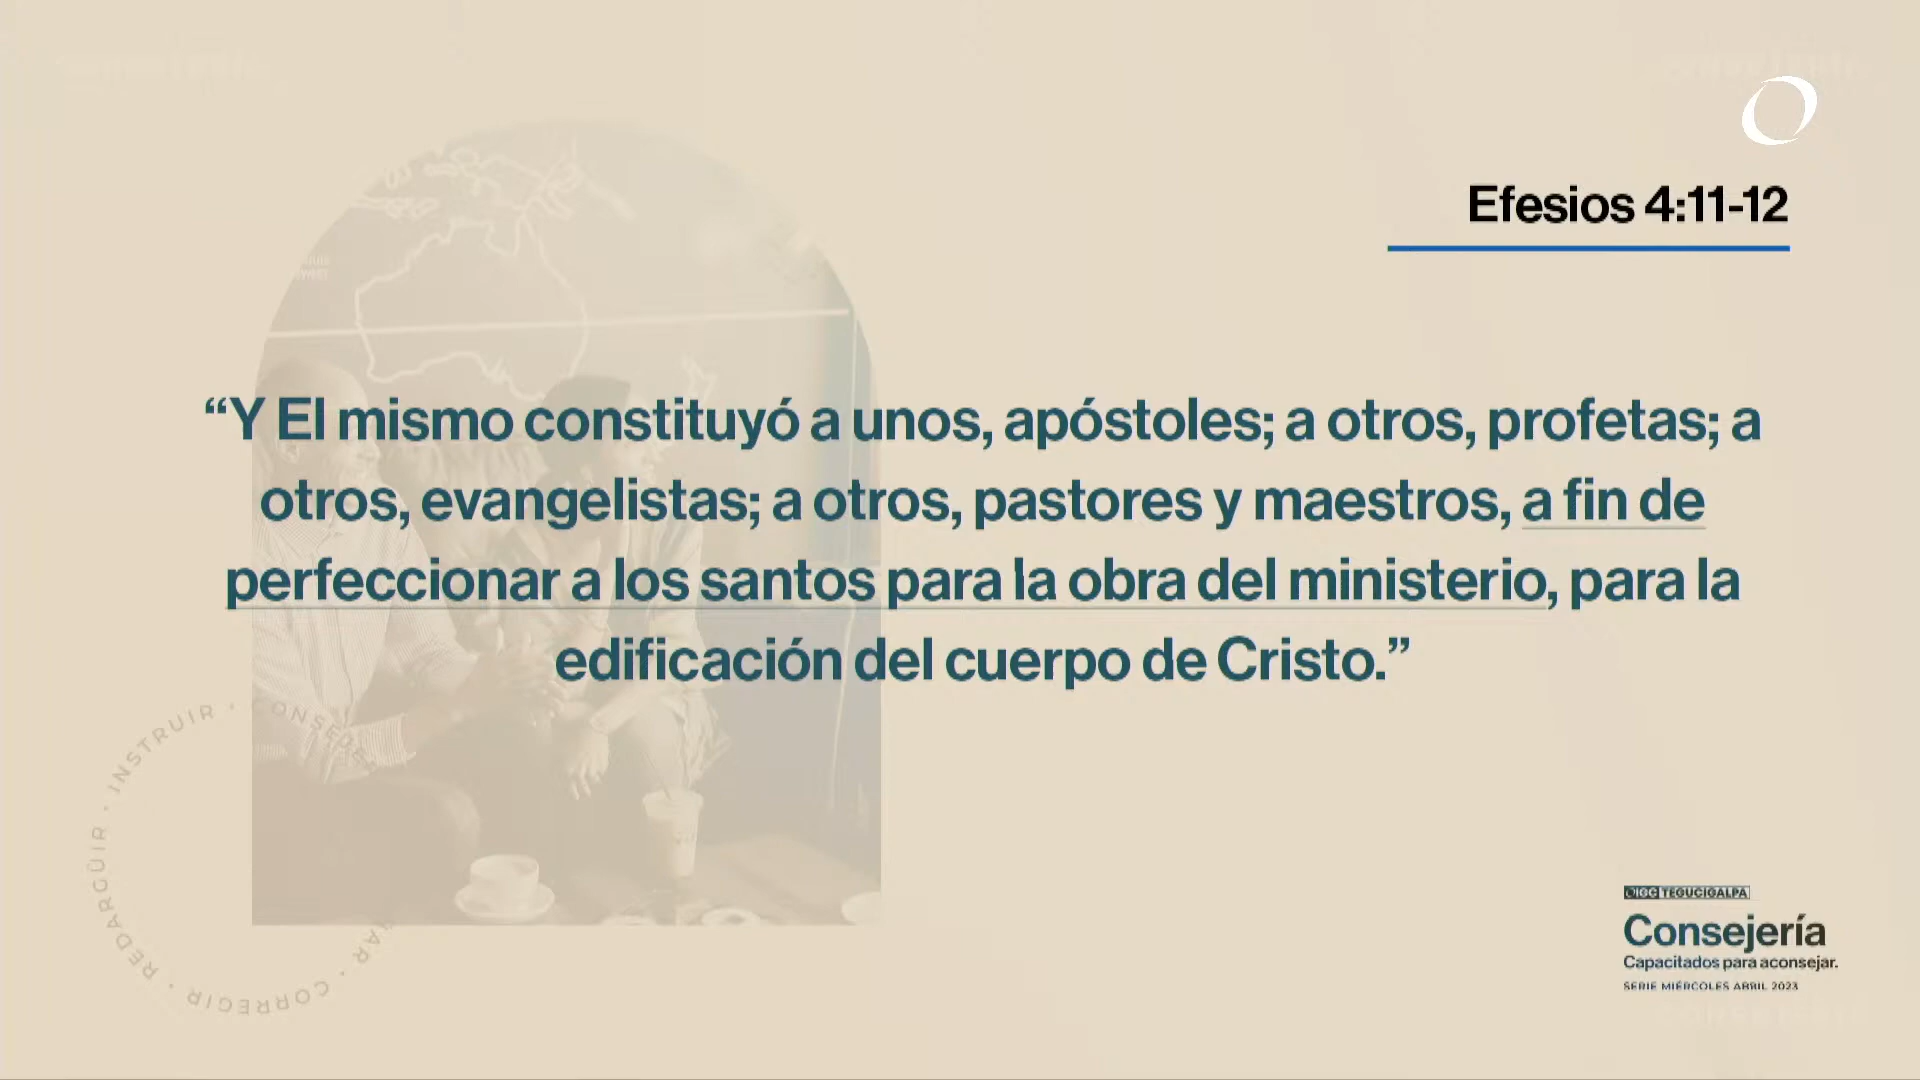 Efesios 4:11-12
“Y El mismo constituyó a unos, apóstoles; a otros, profetas; a
otros, evangelistas; a otros, pastores y maestros, a fin de
perfeccionar a los santos para la obra del ministerio, para la
edificación del cuerpo de Cristo.”
REDARGÜIR · INSTRUIR ·
CORREGIR ·
IGC TEGUCIGALPA
Consejería
Capacitados para aconsejar.
SERIE MIÉRCOLES ABRIL 2023